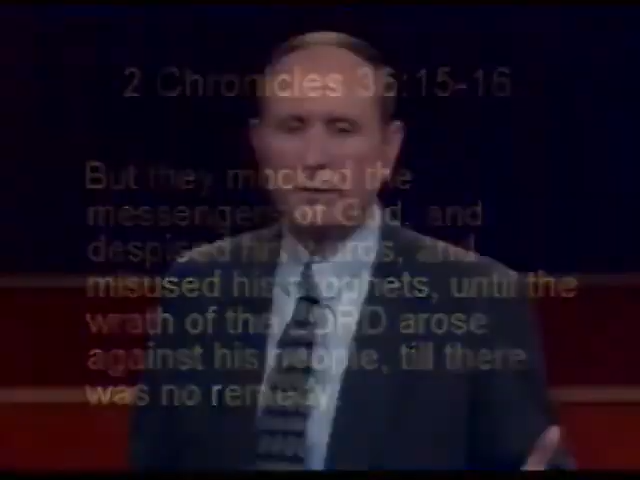 2 Chronicles 36:15-16
But they mocked the
messengers of God, and
despised his words, and
misused his prophets, until the
wrath of the LORD arose
against his people, till there
was no remedy